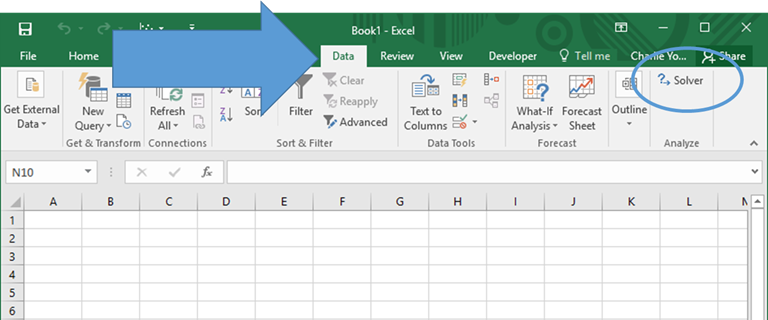 Book1 - Excel
File Home Data Review View Developer Tell me Charlie Yo... Share
Get External Data
New Query
Refresh All
Sort
Filter
Clear
Reapply
Advanced
Text to Columns
What-If Analysis
Forecast Sheet
Outline
Solver
Get & Transform Connections Sort & Filter Data Tools Forecast Analyze
N10 fx
A B C D E F G H I J K L
1
2
3
4
5
6